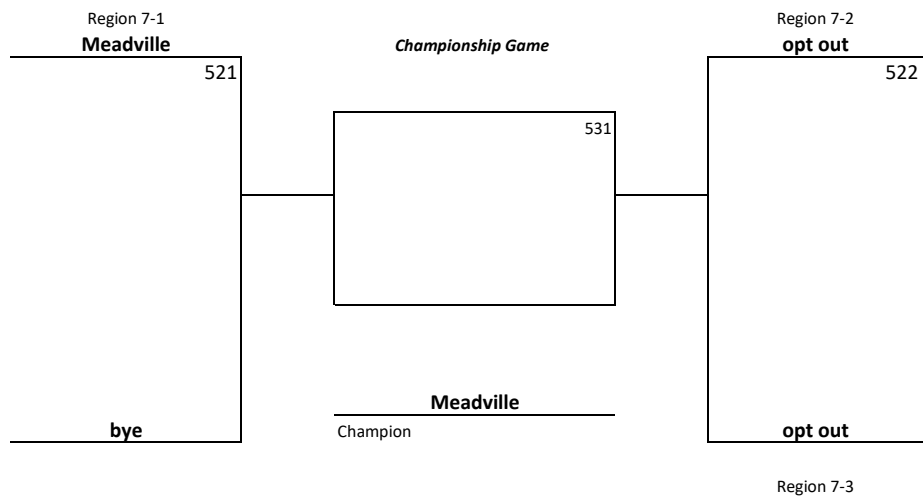 Region 7-1
Region 7-2
Meadville
Championship Game
opt out
521
522
531
Meadville
bye
Champion
opt out
Region 7-3